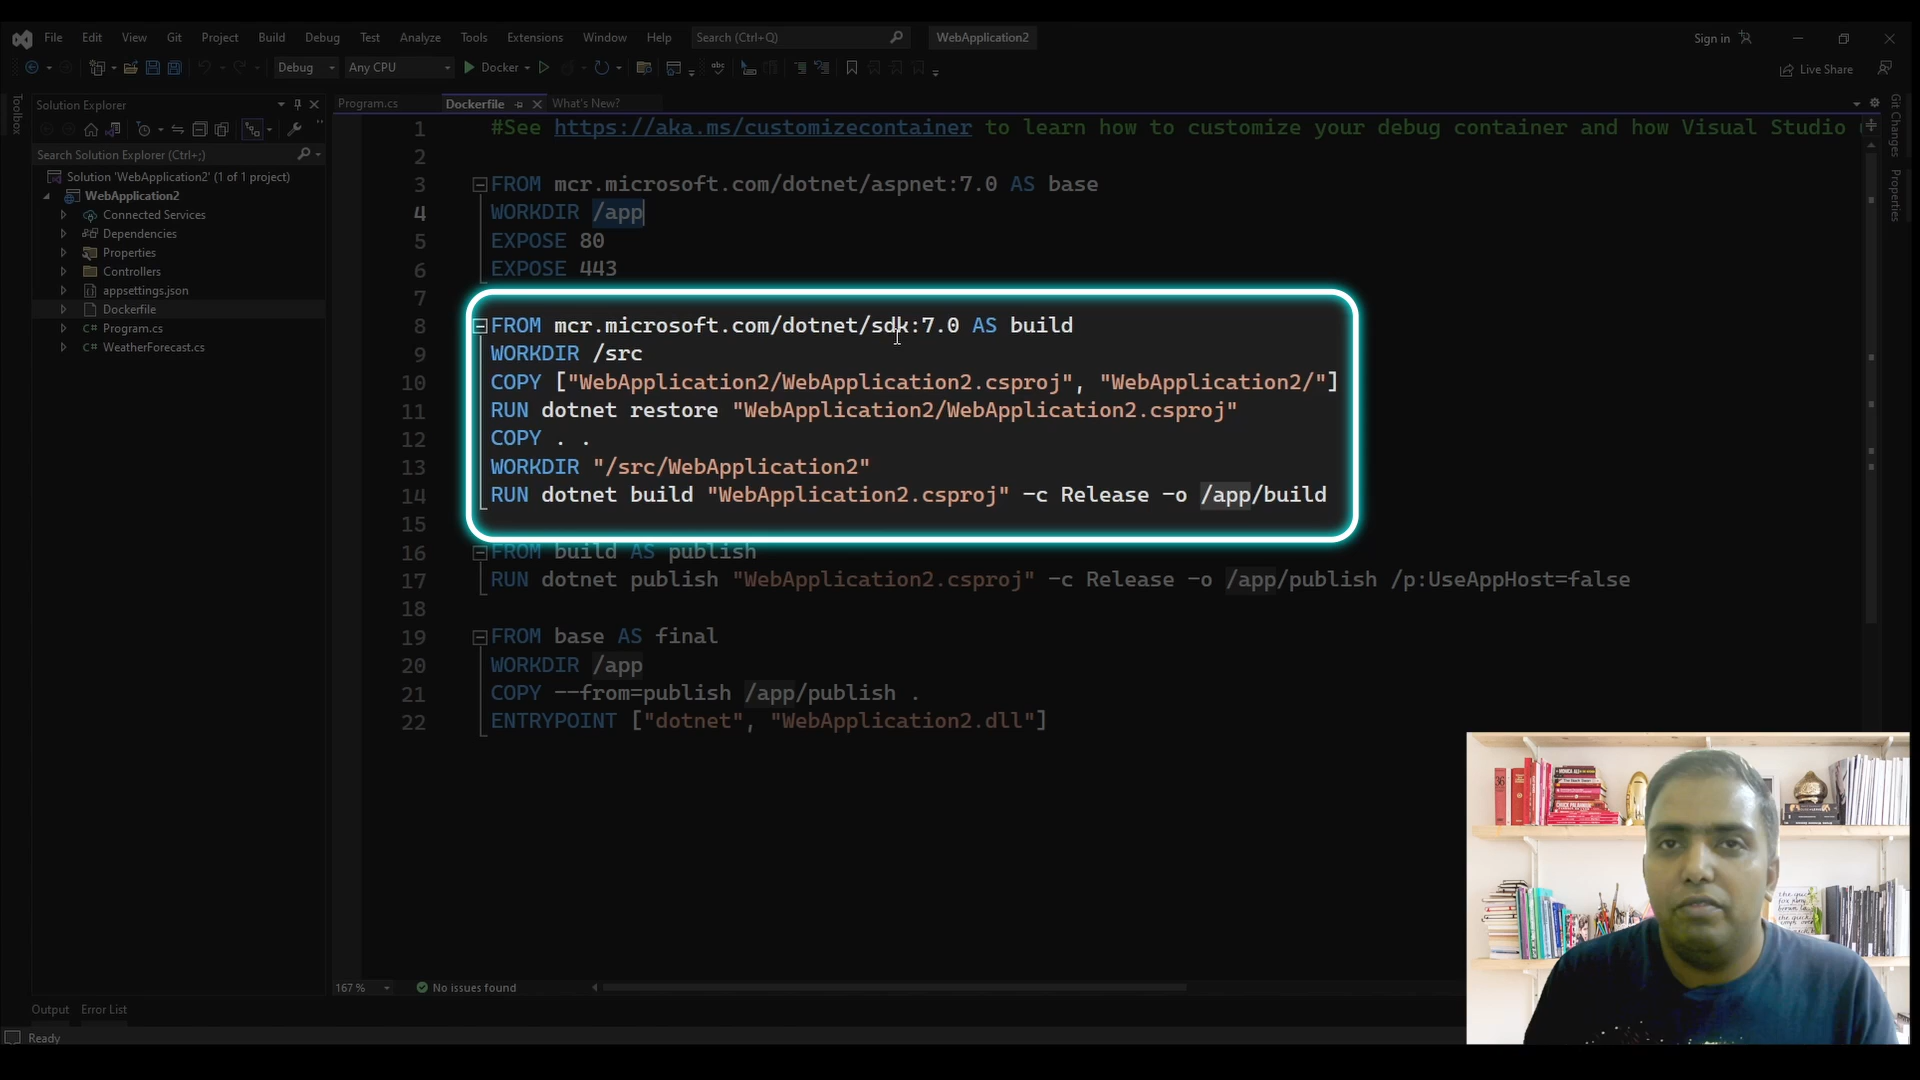 File Edit View Git Project Build Debug Test Analyze Tools Extensions Window Help Search (Ctrl+Q) WebApplication2 Sign in
Debug Any CPU Docker Live Share
Toolbox
Solution Explorer
Search Solution Explorer (Ctrl+;)
Solution 'WebApplication2' (1 of 1 project)
WebApplication2
Connected Services
Dependencies
Properties
Controllers
appsettings.json
Dockerfile
C# Program.cs
C# WeatherForecast.cs
Program.cs Dockerfile What's New?
1 #See https://aka.ms/customizecontainer to learn how to customize your debug container and how Visual Studio
2
3 FROM mcr.microsoft.com/dotnet/aspnet:7.0 AS base
4 WORKDIR /app
5 EXPOSE 80
6 EXPOSE 443
7
8 FROM mcr.microsoft.com/dotnet/sdk:7.0 AS build
9 WORKDIR /src
10 COPY ["WebApplication2/WebApplication2.csproj", "WebApplication2/"]
11 RUN dotnet restore "WebApplication2/WebApplication2.csproj"
12 COPY . .
13 WORKDIR "/src/WebApplication2"
14 RUN dotnet build "WebApplication2.csproj" -c Release -o /app/build
15
16 FROM build AS publish
17 RUN dotnet publish "WebApplication2.csproj" -c Release -o /app/publish /p:UseAppHost=false
18
19 FROM base AS final
20 WORKDIR /app
21 COPY --from=publish /app/publish .
22 ENTRYPOINT ["dotnet", "WebApplication2.dll"]
Git Changes
Properties
167 % No issues found
Output Error List
Ready